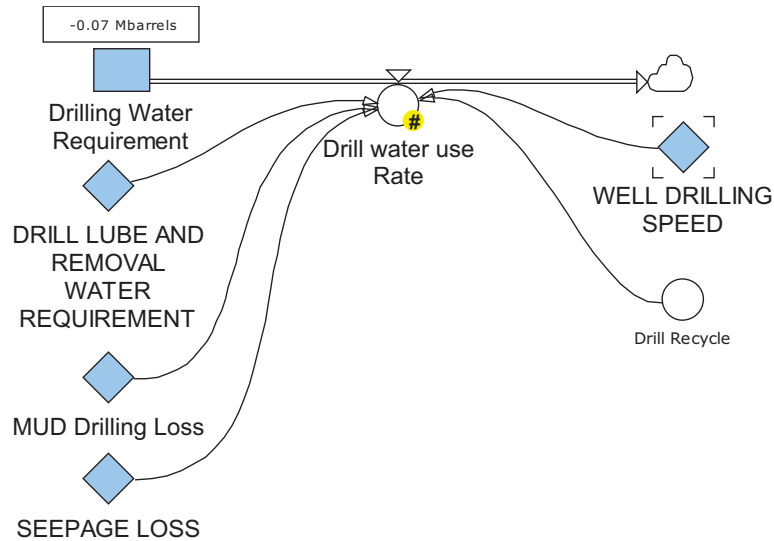 -0.07 Mbarrels
Drilling Water
Requirement
#
Drill water use
Rate
WELL DRILLING
SPEED
DRILL LUBE AND
REMOVAL
WATER
REQUIREMENT
Drill Recycle
MUD Drilling Loss
SEEPAGE LOSS